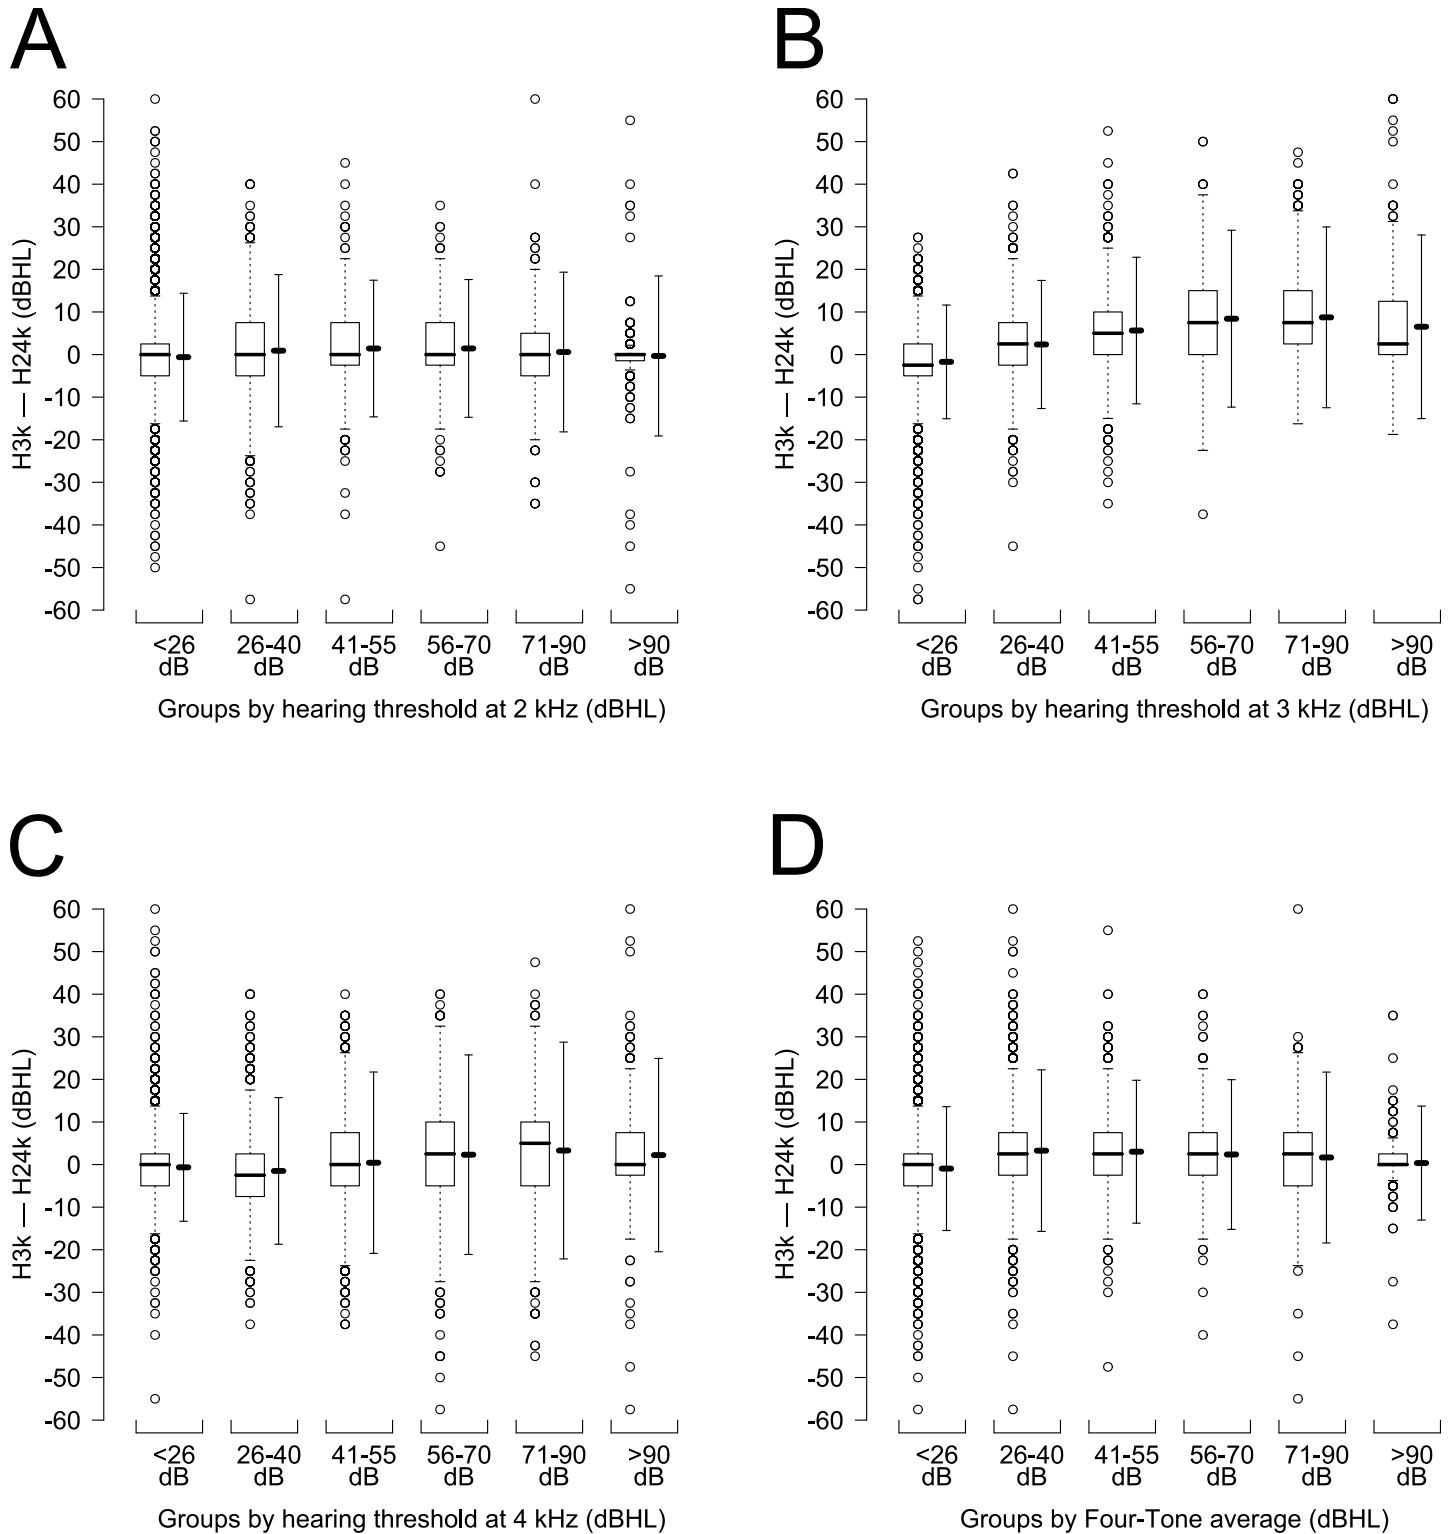 A
H3k — H24k (dBHL)
60
50
40
30
20
10
0
-10
-20
-30
-40
-50
-60
<26 26-40 41-55 56-70 71-90 >90
dB dB dB dB dB dB
Groups by hearing threshold at 2 kHz (dBHL)
B
H3k — H24k (dBHL)
60
50
40
30
20
10
0
-10
-20
-30
-40
-50
-60
<26 26-40 41-55 56-70 71-90 >90
dB dB dB dB dB dB
Groups by hearing threshold at 3 kHz (dBHL)
C
H3k — H24k (dBHL)
60
50
40
30
20
10
0
-10
-20
-30
-40
-50
-60
<26 26-40 41-55 56-70 71-90 >90
dB dB dB dB dB dB
Groups by hearing threshold at 4 kHz (dBHL)
D
H3k — H24k (dBHL)
60
50
40
30
20
10
0
-10
-20
-30
-40
-50
-60
<26 26-40 41-55 56-70 71-90 >90
dB dB dB dB dB dB
Groups by Four-Tone average (dBHL)